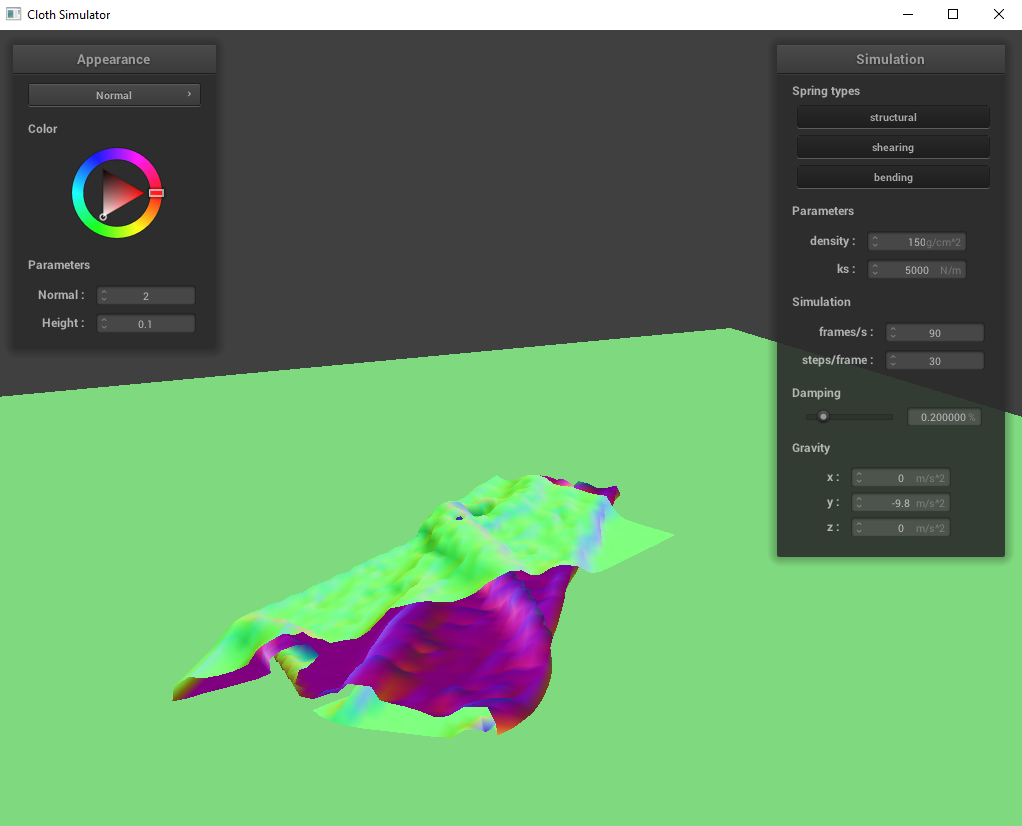 Cloth Simulator
Appearance
Normal
Color
Parameters
Normal : 2
Height : 0.1
Simulation
Spring types
structural
shearing
bending
Parameters
density : 150 g/cm^2
ks : 5000 N/m
Simulation
frames/s : 90
steps/frame : 30
Damping
0.200000 %
Gravity
x : 0 m/s^2
y : -9.8 m/s^2
z : 0 m/s^2